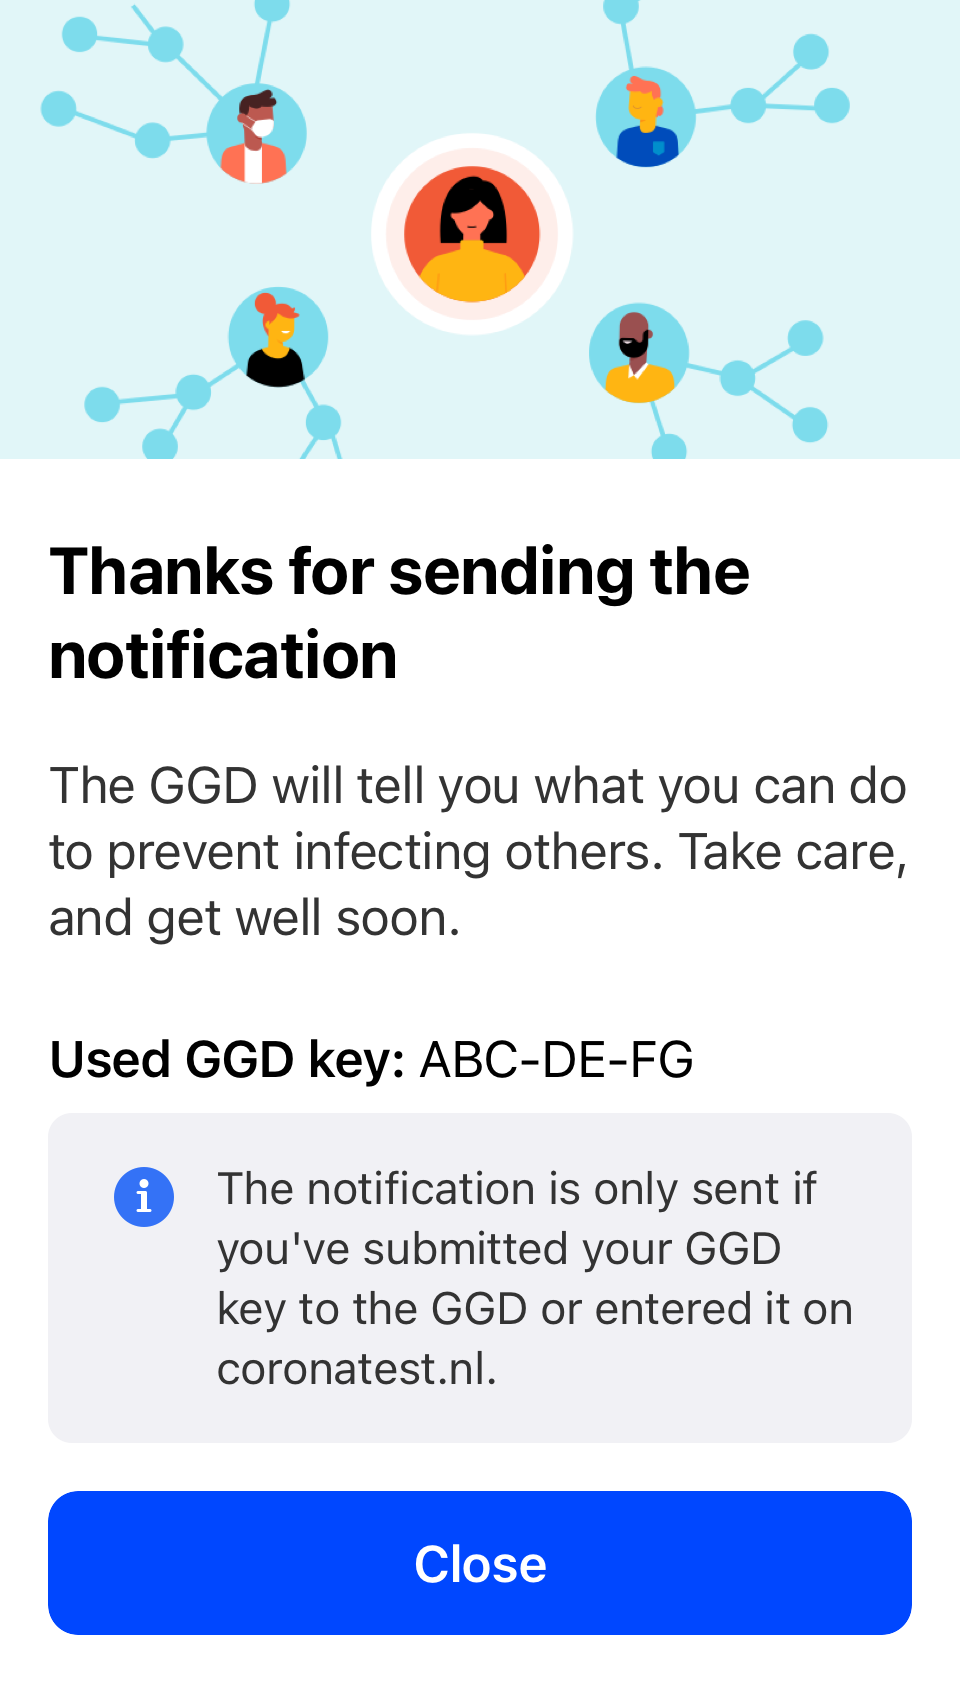 Thanks for sending the
notification
The GGD will tell you what you can do
to prevent infecting others. Take care,
and get well soon.
Used GGD key: ABC-DE-FG
The notification is only sent if
you've submitted your GGD
key to the GGD or entered it on
coronatest.nl.
Close